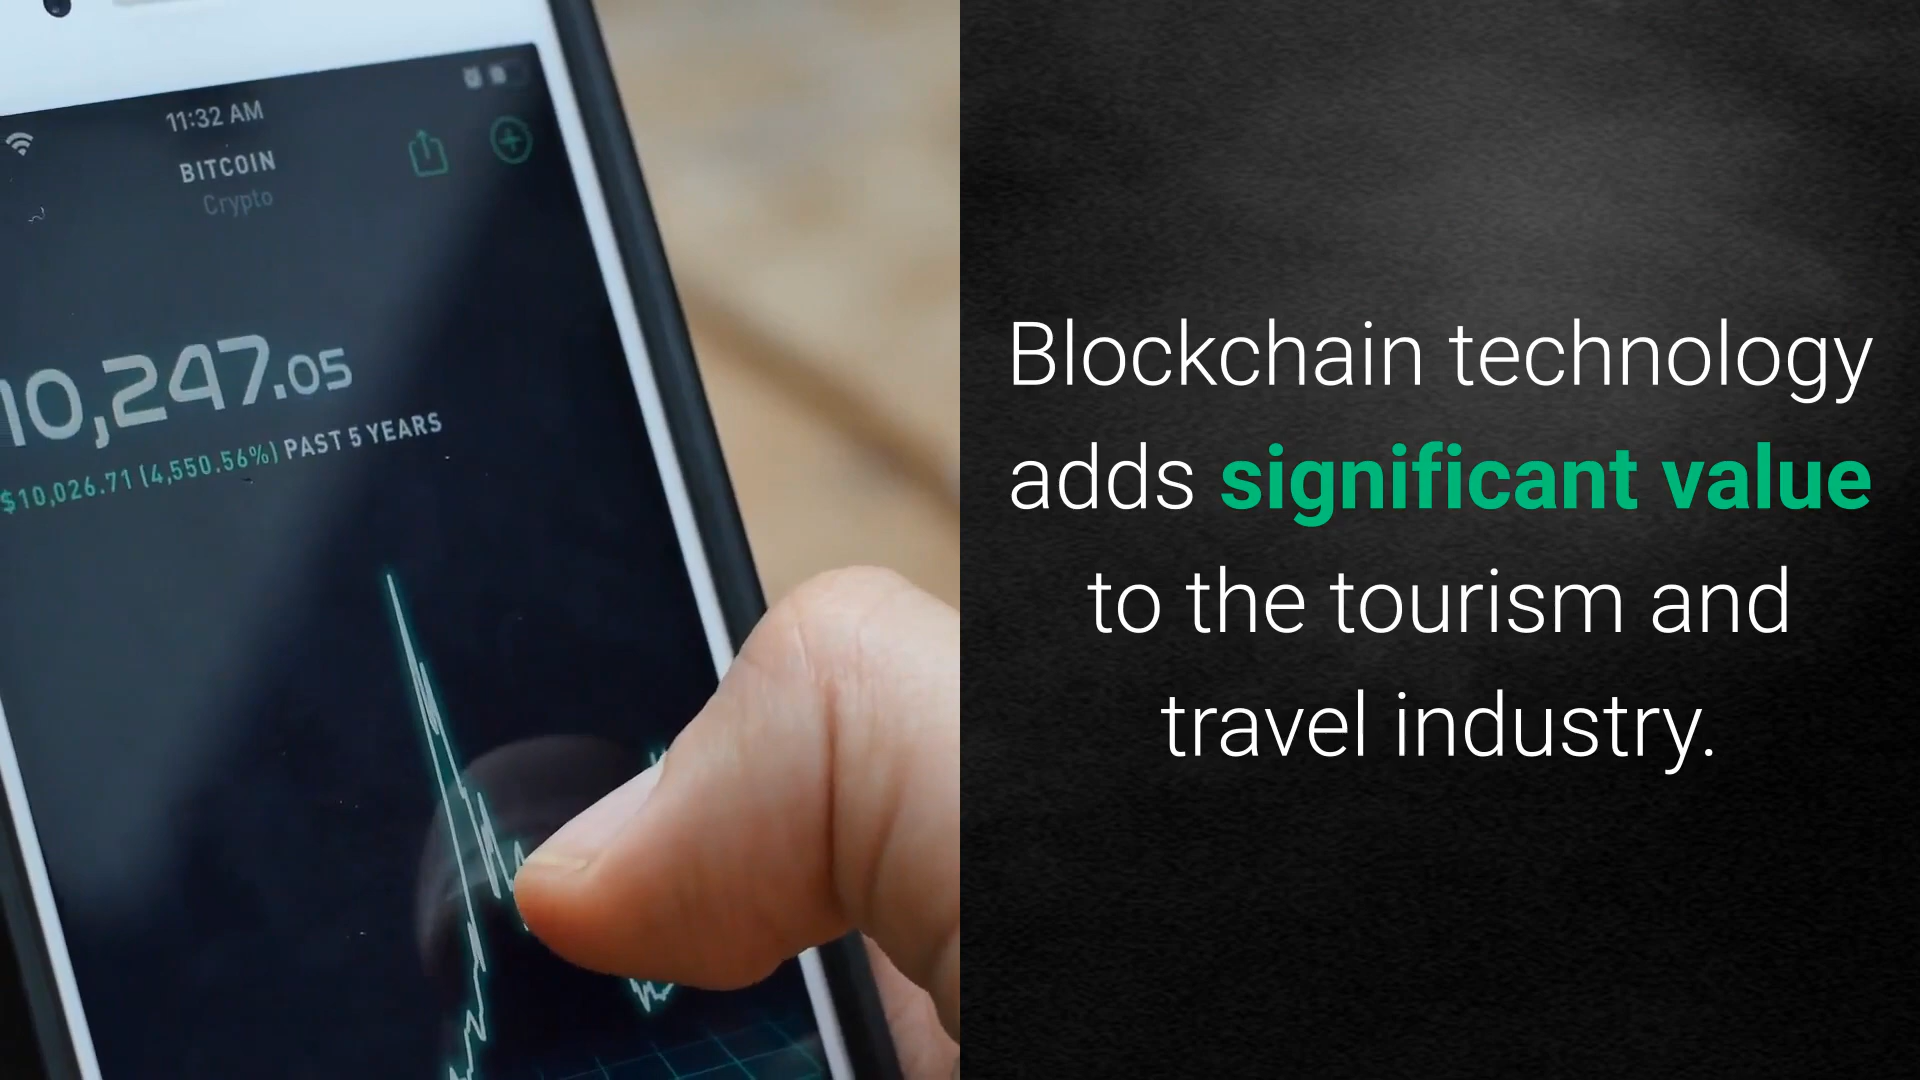 11:32 AM
BITCOIN
Crypto
10,247.05
$10,026.71 (4,550.56%) PAST 5 YEARS
Blockchain technology
adds significant value
to the tourism and
travel industry.